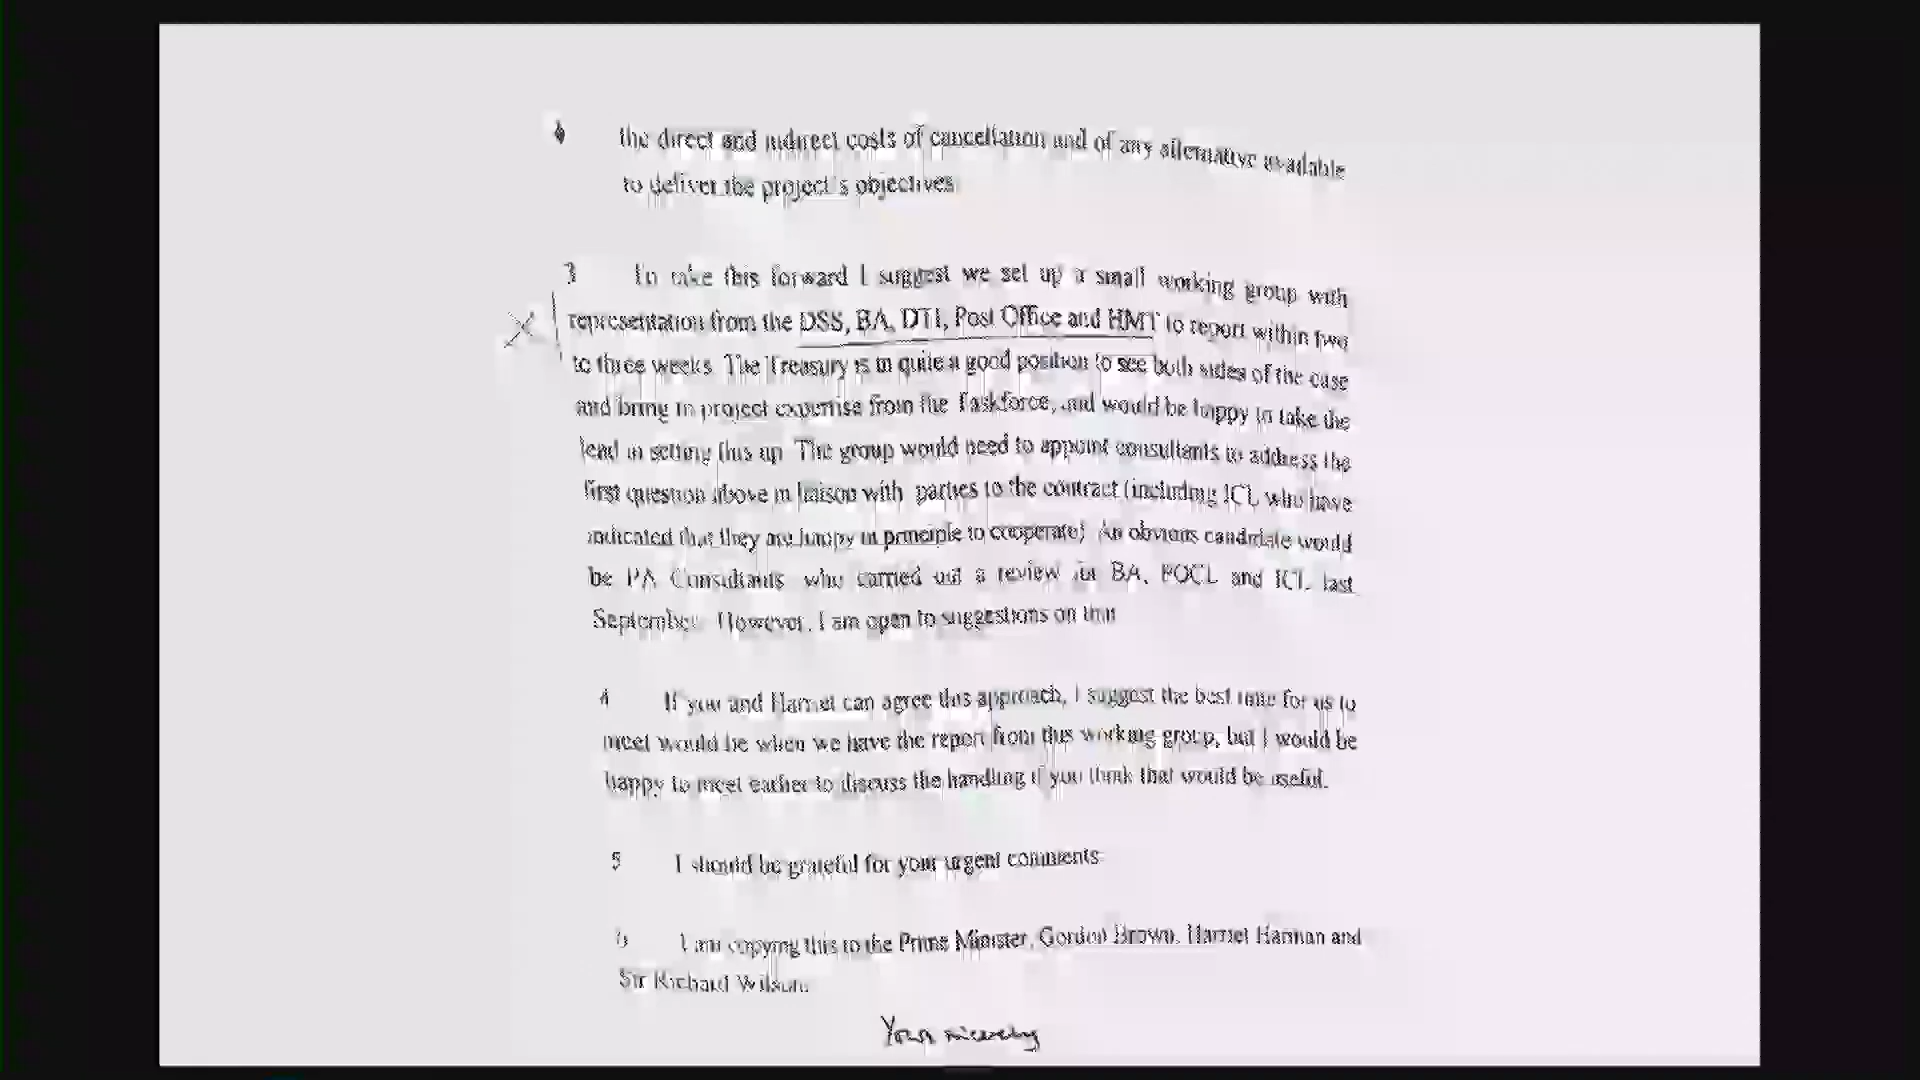 the direct and indirect costs of cancellation and of any alternative available
to deliver the project's objectives
3 To take this forward I suggest we set up a small working group with
representation from the DSS, BA, DTI, Post Office and HMT to report within two
to three weeks. The Treasury is in quite a good position to see both sides of the case
and bring in project expertise from the Taskforce, and would be happy to take the
lead in setting this up. The group would need to appoint consultants to address the
first question above in liaison with parties to the contract (including ICL who have
indicated that they are happy in principle to cooperate). An obvious candidate would
be PA Consultants who carried out a review for BA, POCL and ICL last
September. However, I am open to suggestions on that
4 If you and Harriet can agree this approach, I suggest the best time for us to
meet would be when we have the report from this working group, but I would be
happy to meet earlier to discuss the handling if you think that would be useful.
5 I should be grateful for your urgent comments
6 I am copying this to the Prime Minister, Gordon Brown, Harriet Harman and
Sir Richard Wilson.
Yours sincerely